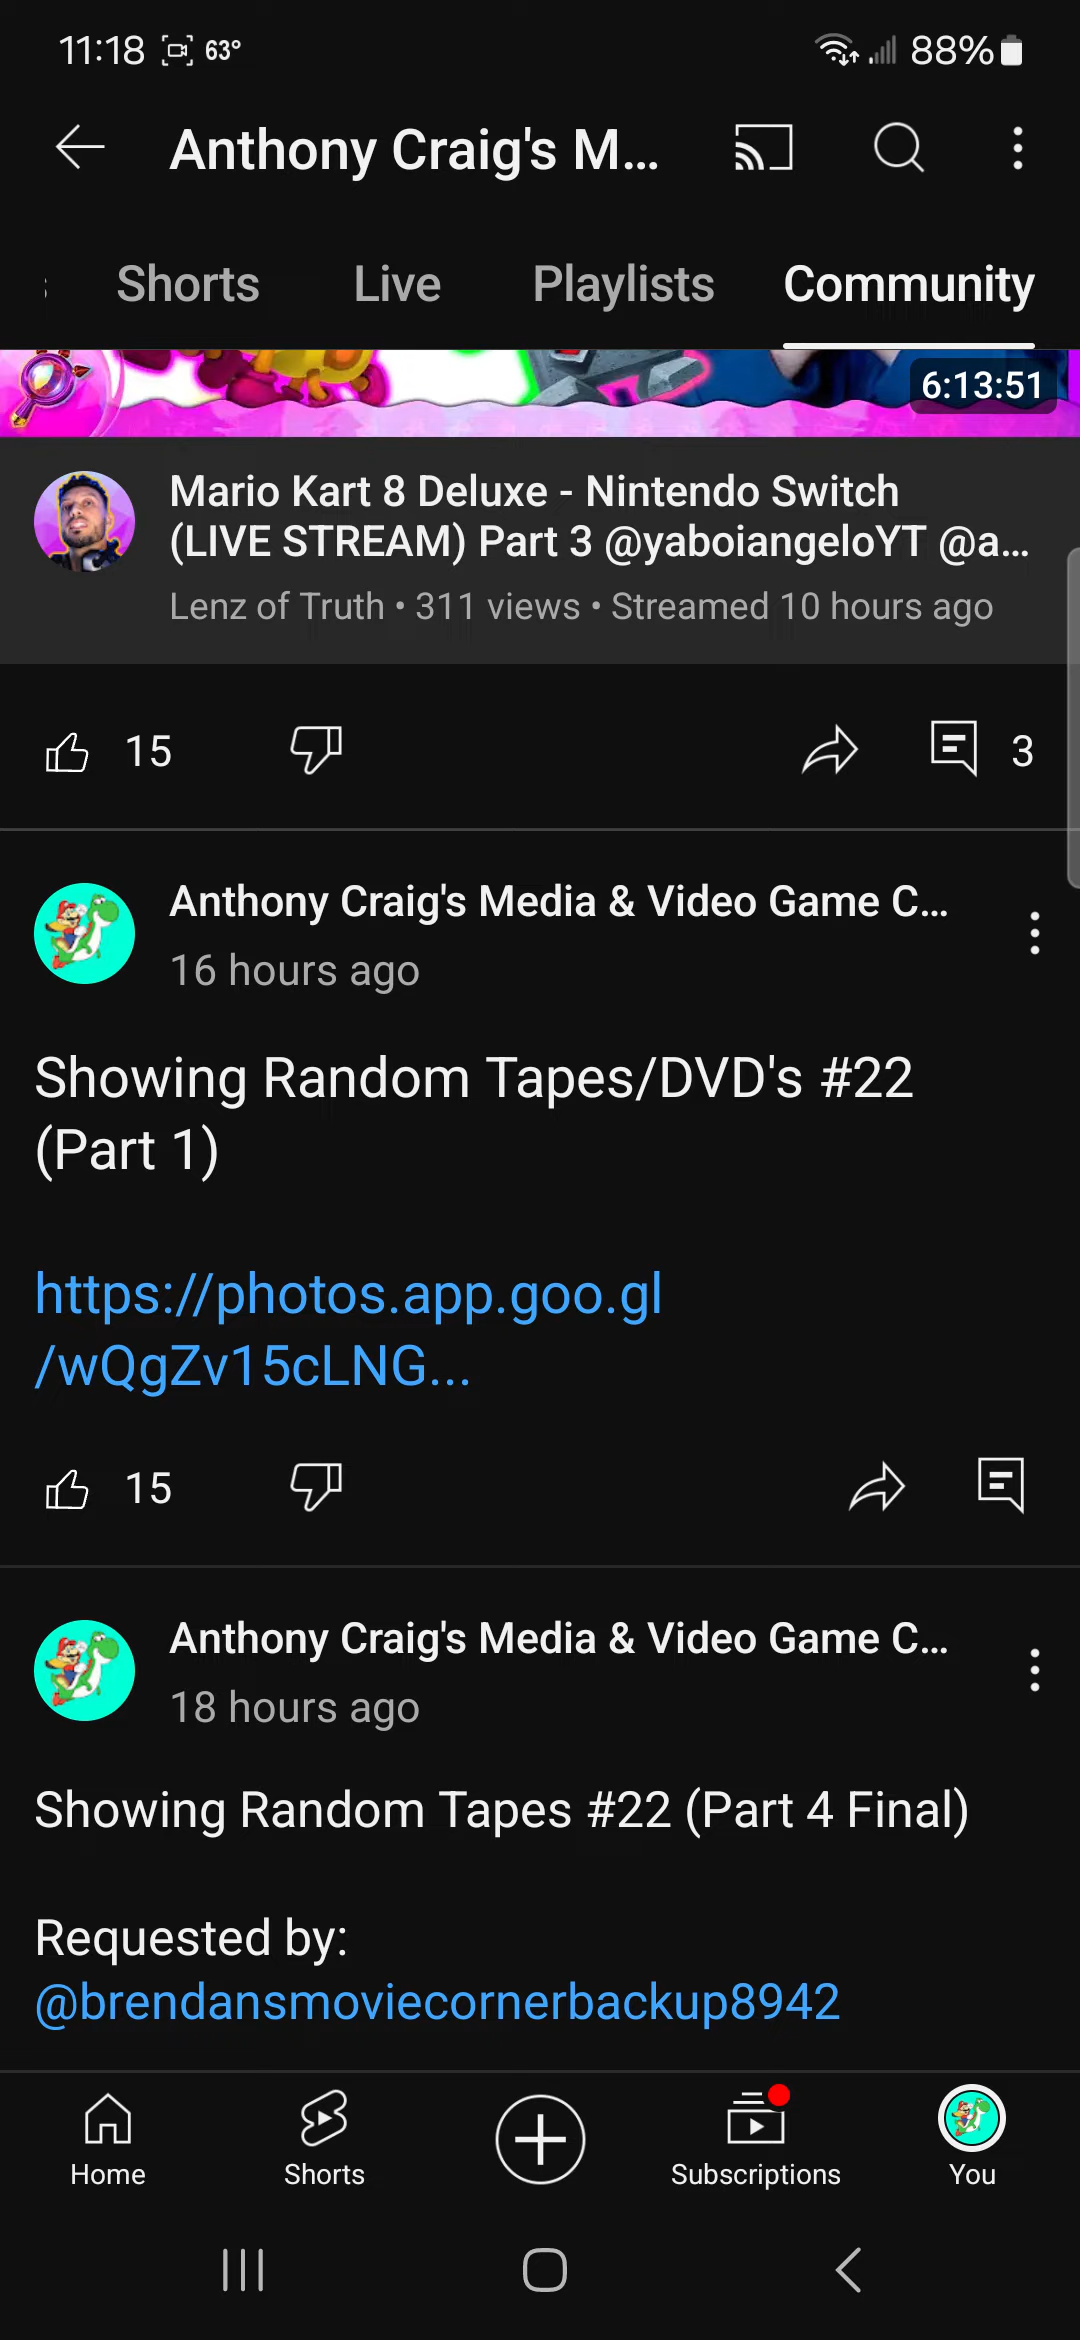 11:18 63° 88%
Anthony Craig's M...
Shorts Live Playlists Community
6:13:51
Mario Kart 8 Deluxe - Nintendo Switch
(LIVE STREAM) Part 3 @yaboiangeloYT @a...
Lenz of Truth • 311 views • Streamed 10 hours ago
15 3
Anthony Craig's Media & Video Game C...
16 hours ago
Showing Random Tapes/DVD's #22
(Part 1)
https://photos.app.goo.gl
/wQgZv15cLNG...
15
Anthony Craig's Media & Video Game C...
18 hours ago
Showing Random Tapes #22 (Part 4 Final)
Requested by:
@brendansmoviecornerbackup8942
Home Shorts Subscriptions You